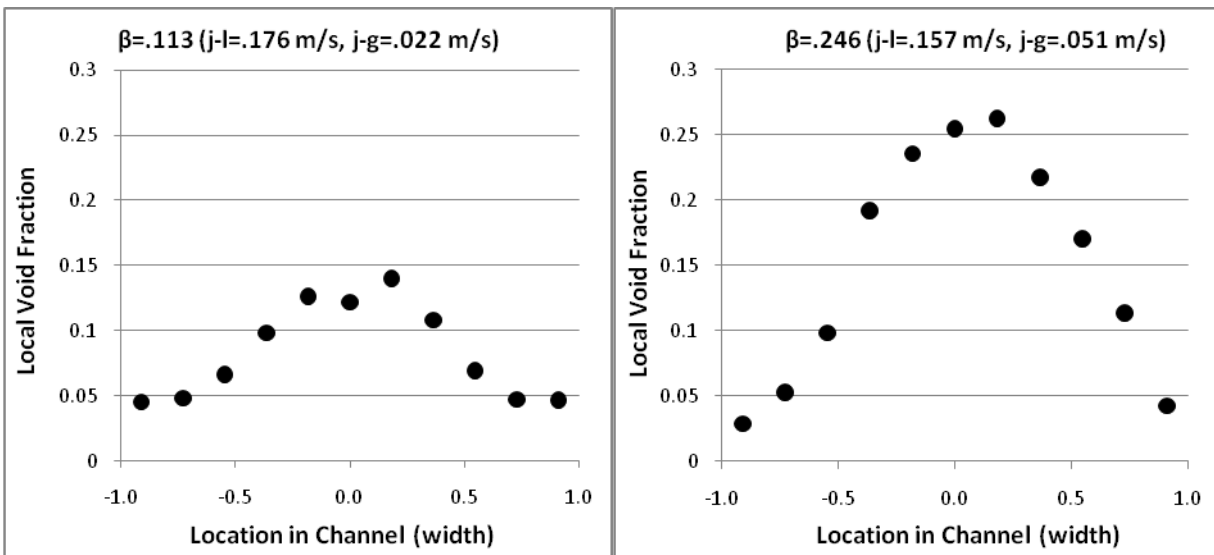 β=.113 (j-l=.176 m/s, j-g=.022 m/s)
0.3
0.25
0.2
0.15
0.1
0.05
0
Local Void Fraction
-1.0 -0.5 0.0 0.5 1.0
Location in Channel (width)
β=.246 (j-l=.157 m/s, j-g=.051 m/s)
0.3
0.25
0.2
0.15
0.1
0.05
0
Local Void Fraction
-1.0 -0.5 0.0 0.5 1.0
Location in Channel (width)